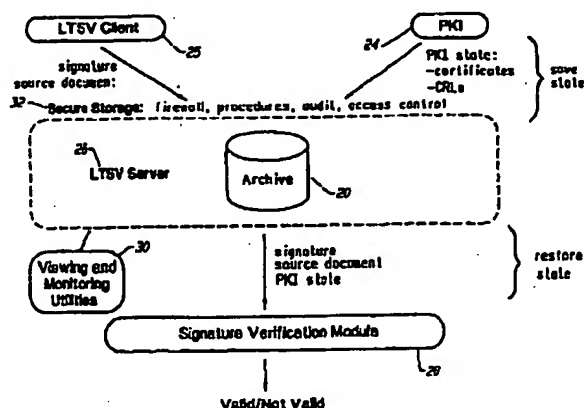 LTSV Client
25
PKI
24
signature
source document:
PKI state:
-certificates
-CRLs
save
state
32
Secure Storage: firewall, procedures, audit, access control
26
LTSV Server
Archive
20
30
Viewing and
Monitoring
Utilities
signature
source document
PKI state
restore
state
Signature Verification Module
28
Valid/Not Valid